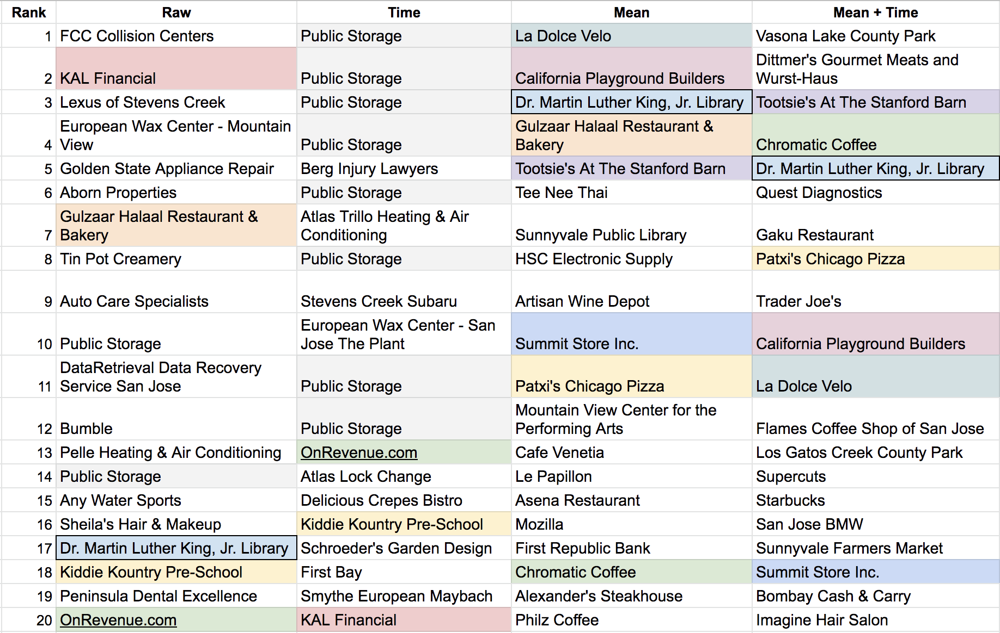 Rank Raw Time Mean Mean + Time
1 FCC Collision Centers Public Storage La Dolce Velo Vasona Lake County Park
Dittmer's Gourmet Meats and
2 KAL Financial Public Storage California Playground Builders Wurst-Haus
3 Lexus of Stevens Creek Public Storage Dr. Martin Luther King, Jr. Library Tootsie's At The Stanford Barn
European Wax Center - Mountain Gulzaar Halaal Restaurant &
4 View Public Storage Bakery Chromatic Coffee
5 Golden State Appliance Repair Berg Injury Lawyers Tootsie's At The Stanford Barn Dr. Martin Luther King, Jr. Library
6 Aborn Properties Public Storage Tee Nee Thai Quest Diagnostics
Gulzaar Halaal Restaurant & Atlas Trillo Heating & Air
7 Bakery Conditioning Sunnyvale Public Library Gaku Restaurant
8 Tin Pot Creamery Public Storage HSC Electronic Supply Patxi's Chicago Pizza
9 Auto Care Specialists Stevens Creek Subaru Artisan Wine Depot Trader Joe's
European Wax Center - San
10 Public Storage Jose The Plant Summit Store Inc. California Playground Builders
DataRetrieval Data Recovery
11 Service San Jose Public Storage Patxi's Chicago Pizza La Dolce Velo
Mountain View Center for the
12 Bumble Public Storage Performing Arts Flames Coffee Shop of San Jose
13 Pelle Heating & Air Conditioning OnRevenue.com Cafe Venetia Los Gatos Creek County Park
14 Public Storage Atlas Lock Change Le Papillon Supercuts
15 Any Water Sports Delicious Crepes Bistro Asena Restaurant Starbucks
16 Sheila's Hair & Makeup Kiddie Kountry Pre-School Mozilla San Jose BMW
17 Dr. Martin Luther King, Jr. Library Schroeder's Garden Design First Republic Bank Sunnyvale Farmers Market
18 Kiddie Kountry Pre-School First Bay Chromatic Coffee Summit Store Inc.
19 Peninsula Dental Excellence Smythe European Maybach Alexander's Steakhouse Bombay Cash & Carry
20 OnRevenue.com KAL Financial Philz Coffee Imagine Hair Salon